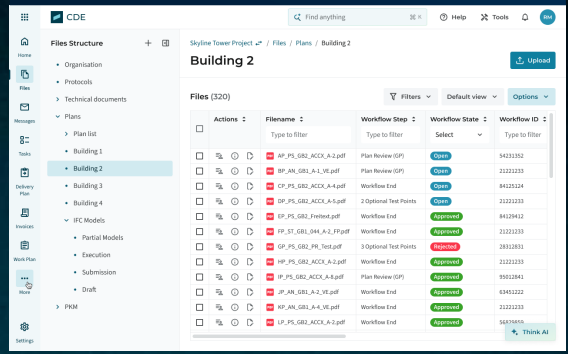 CDE
Find anything
⌘ K
Help
Tools
RM
Home
Files
Messages
Tasks
Delivery Plan
Invoices
Work Plan
More
Settings
Files Structure
Organisation
Protocols
Technical documents
Plans
Plan list
Building 1
Building 2
Building 3
Building 4
IFC Models
Partial Models
Execution
Submission
Draft
PKM
Skyline Tower Project / Files / Plans / Building 2
Building 2
Upload
Files (320)
Filters
Default view
Options
Actions Filename Workflow Step Workflow State Workflow ID
Type to filter Type to filter Select Type to filter
AP_PS_GB2_ACCX_A-2.pdf Plan Review (GP) Open 54231352
BP_AN_GB1_A-1_VE.pdf Plan Review (GP) Open 21221233
CP_PS_GB2_ACCX_A-4.pdf Workflow End Open 84125124
DP_PS_GB2_ACCX_A-5.pdf 2 Optional Test Points Open 21221233
EP_PS_GB2_Freitext.pdf Workflow End Approved 84129412
FP_ST_GB1_044_A-2_FP.pdf Workflow End Approved 21221233
GP_PS_GB2_PR_Test.pdf 3 Optional Test Points Rejected 28312831
HP_PS_GB2_ACCX_A-2.pdf Workflow End Approved 21221233
IP_PS_GB2_ACCX_A-8.pdf Plan Review (GP) Approved 95012841
JP_AN_GB1_A-2_VE.pdf Workflow End Approved 63451222
KP_AN_GB1_A-4_VE.pdf Workflow End Approved 21221233
LP_PS_GB2_ACCX_A-2.pdf Workflow End Approved
Think AI